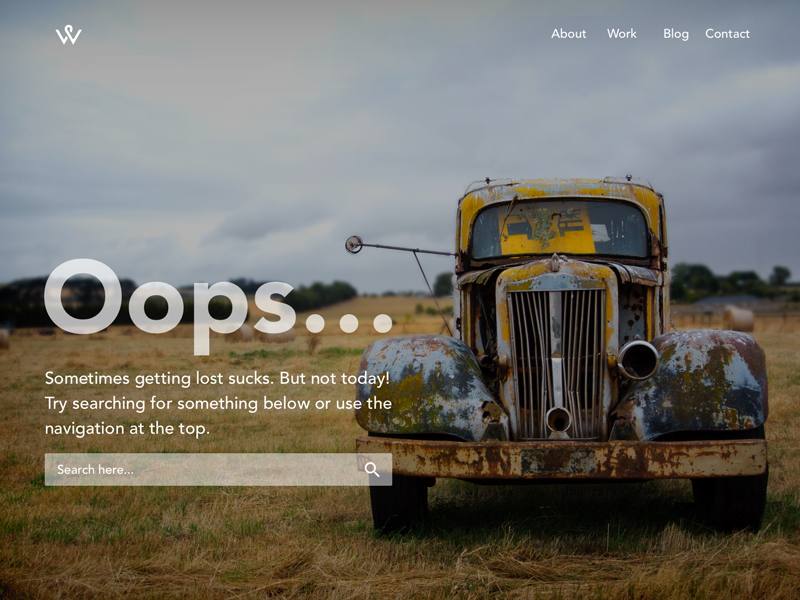 About Work Blog Contact
Oops...
Sometimes getting lost sucks. But not today!
Try searching for something below or use the
navigation at the top.
Search here...